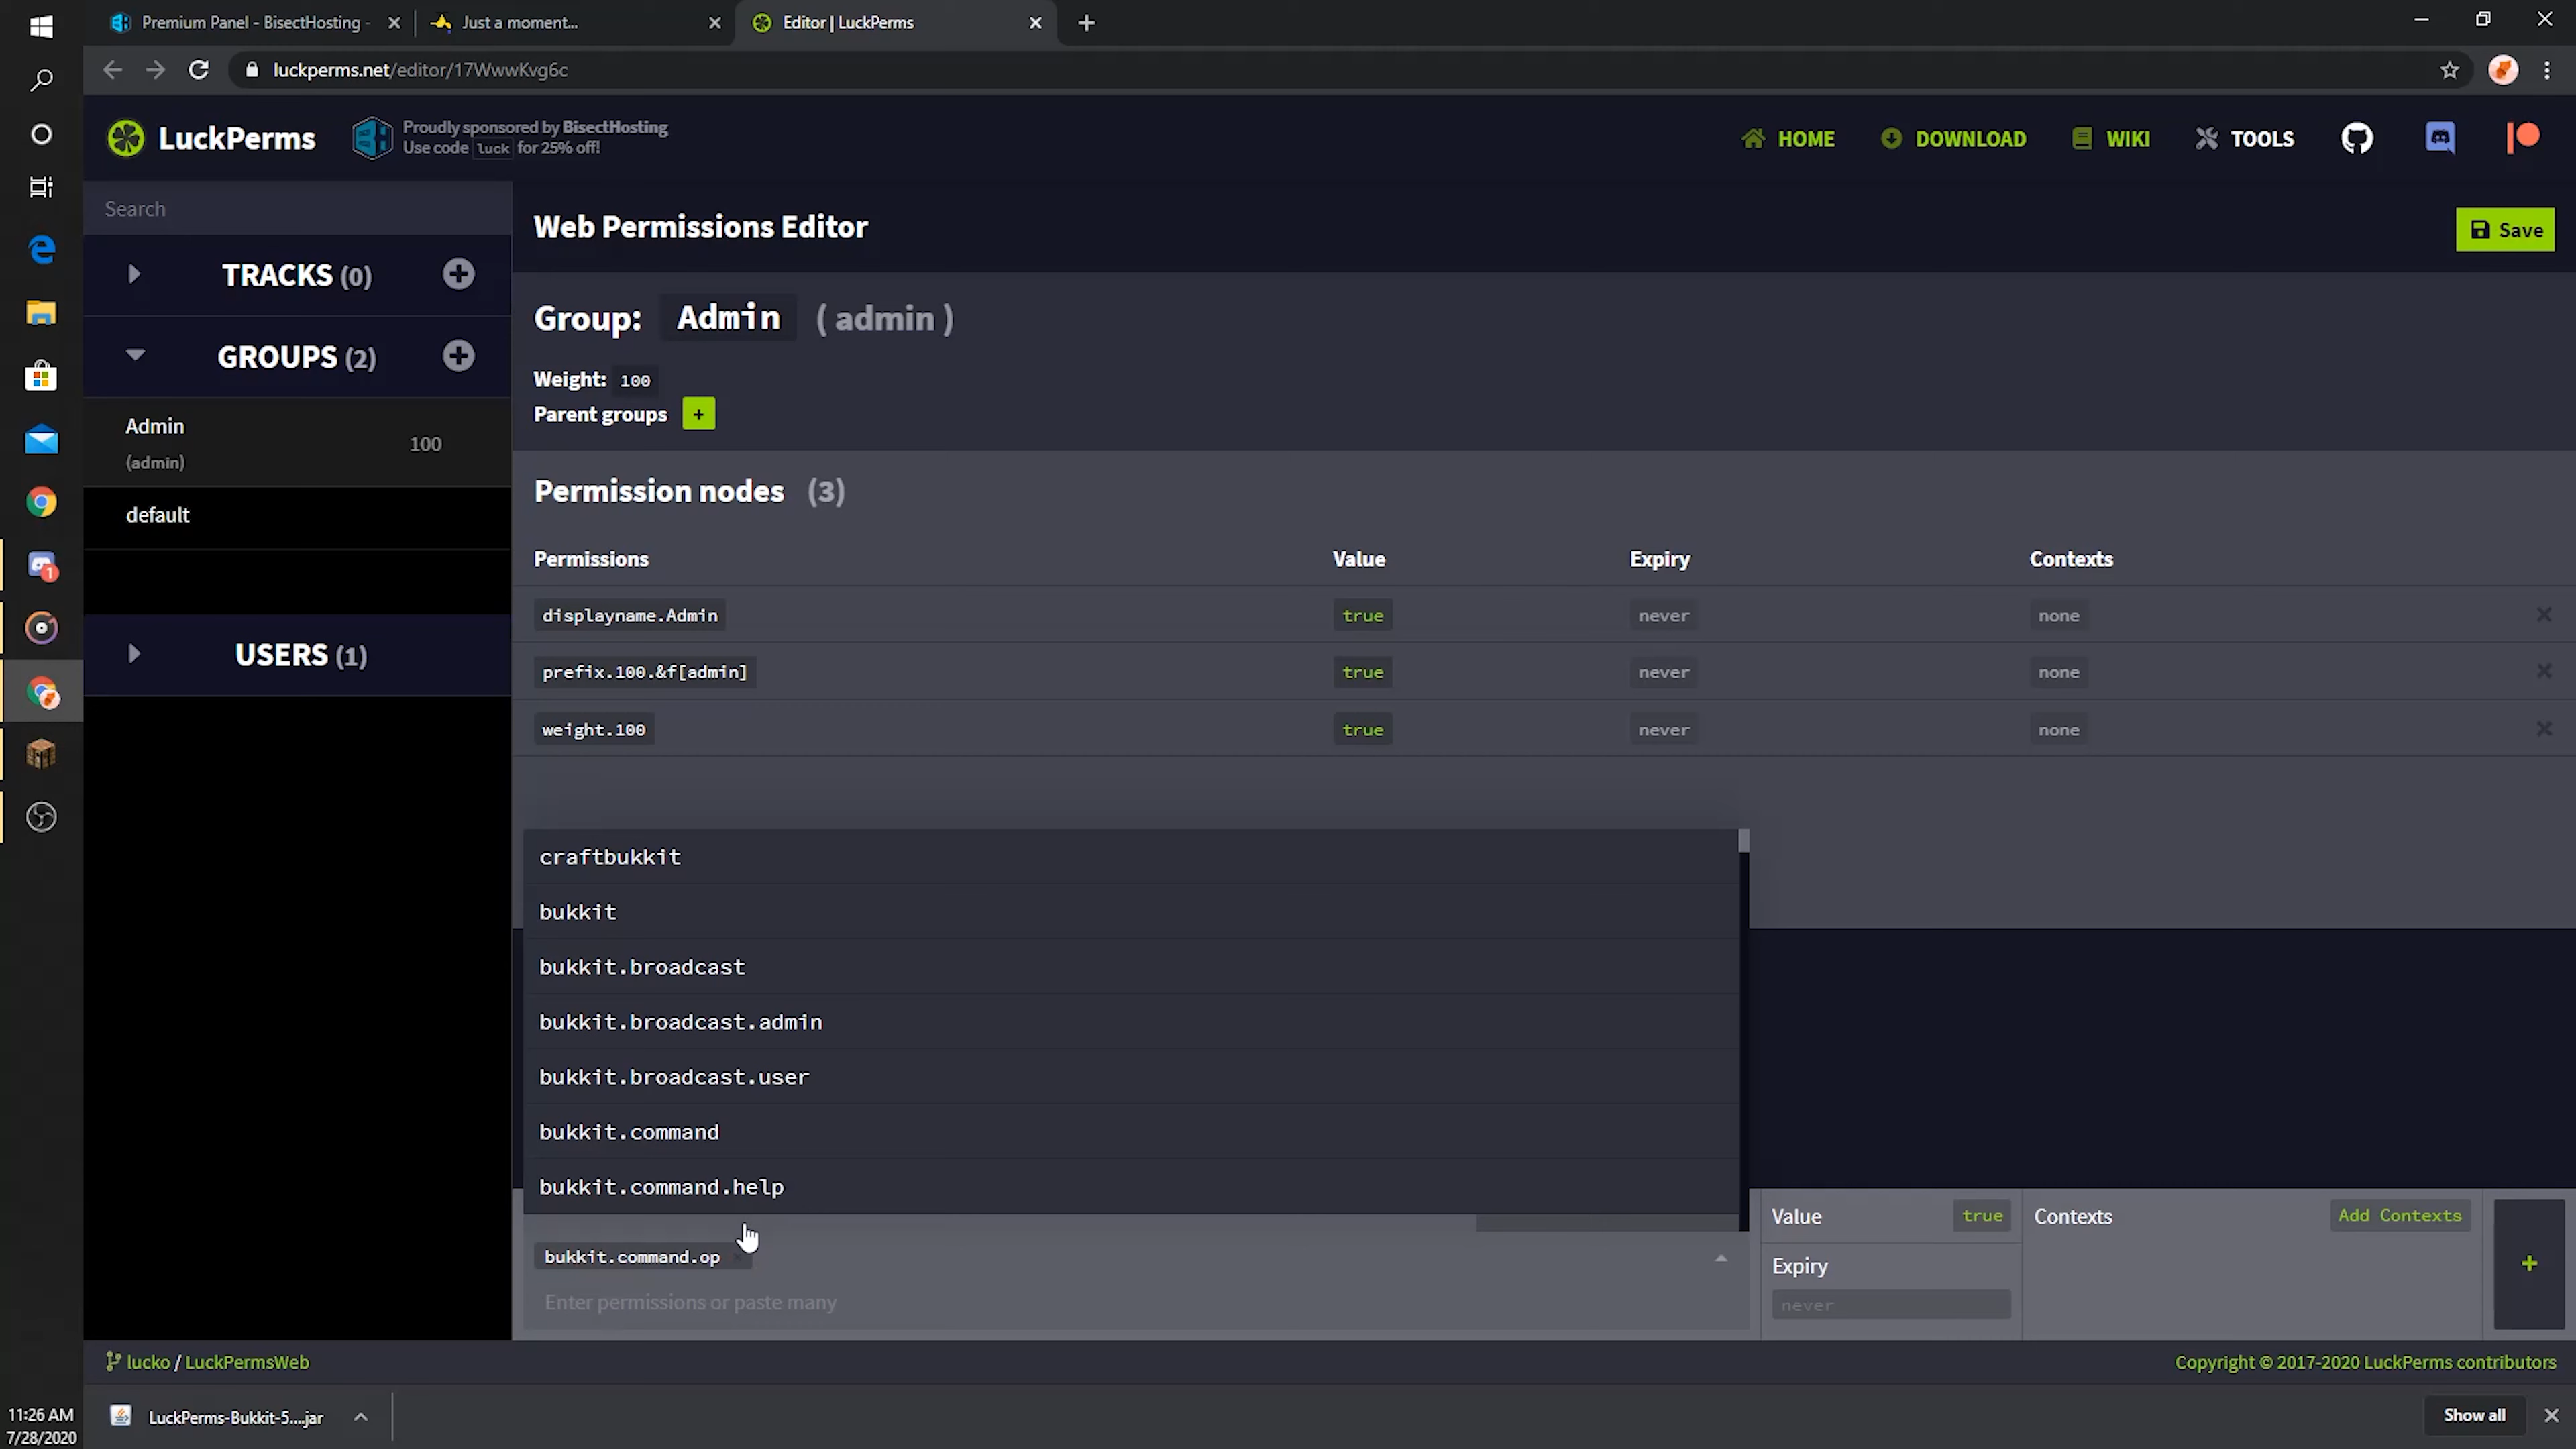 Premium Panel - BisectHosting -
Just a moment...
Editor | LuckPerms
luckperms.net/editor/17WwwKvg6c
LuckPerms
Proudly sponsored by BisectHosting
Use code luck for 25% off!
HOME
DOWNLOAD
WIKI
TOOLS
Search
Web Permissions Editor
Save
TRACKS (0)
GROUPS (2)
Admin
(admin)
100
default
USERS (1)
Group: Admin ( admin )
Weight: 100
Parent groups +
Permission nodes (3)
Permissions Value Expiry Contexts
displayname.Admin true never none
prefix.100.&f[admin] true never none
weight.100 true never none
craftbukkit
bukkit
bukkit.broadcast
bukkit.broadcast.admin
bukkit.broadcast.user
bukkit.command
bukkit.command.help
bukkit.command.op
Enter permissions or paste many
Value true
Expiry
never
Contexts
Add Contexts
+
lucko / LuckPermsWeb
Copyright © 2017-2020 LuckPerms contributors
LuckPerms-Bukkit-5....jar
Show all
1
11:26 AM
7/28/2020